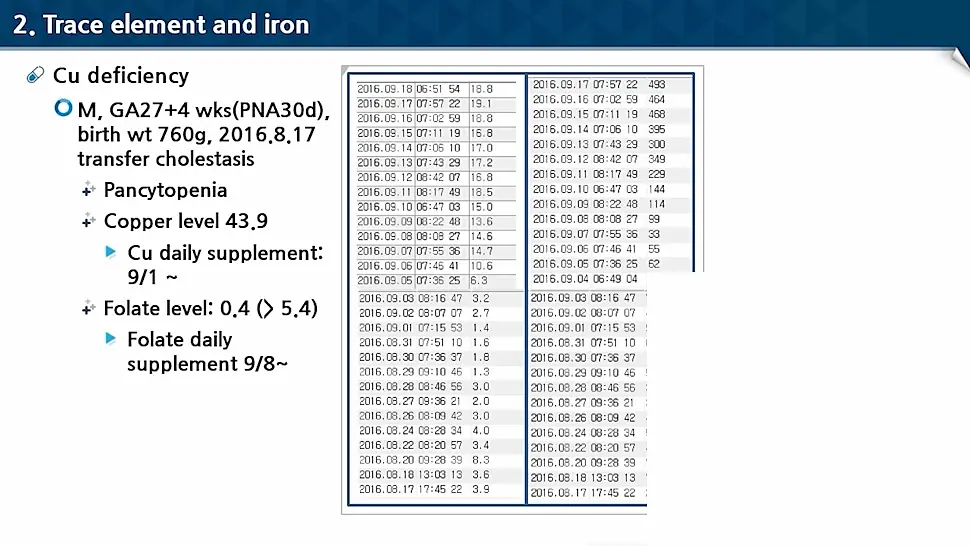 2. Trace element and iron
Cu deficiency
M, GA27+4 wks(PNA30d),
birth wt 760g, 2016.8.17
transfer cholestasis
Pancytopenia
Copper level 43.9
Cu daily supplement:
9/1 ~
Folate level: 0.4 (> 5.4)
Folate daily
supplement 9/8~
2016.09.18 06:51 54 18.8
2016.09.17 07:57 22 19.1
2016.09.16 07:02 59 18.8
2016.09.15 07:11 19 16.8
2016.09.14 07:06 10 17.0
2016.09.13 07:43 29 17.2
2016.09.12 08:42 07 16.8
2016.09.11 08:17 49 18.5
2016.09.10 06:47 03 15.0
2016.09.09 08:22 48 13.6
2016.09.08 08:08 27 14.6
2016.09.07 07:55 36 14.7
2016.09.06 07:46 41 10.6
2016.09.05 07:36 25 6.3
2016.09.03 08:16 47 3.2
2016.09.02 08:07 07 2.7
2016.09.01 07:15 53 1.4
2016.08.31 07:51 10 1.6
2016.08.30 07:36 37 1.8
2016.08.29 09:10 46 1.3
2016.08.28 08:46 56 3.0
2016.08.27 09:36 21 2.0
2016.08.26 08:09 42 3.0
2016.08.24 08:28 34 4.0
2016.08.22 08:20 57 3.4
2016.08.20 09:28 39 8.3
2016.08.18 13:03 13 3.6
2016.08.17 17:45 22 3.9
2016.09.17 07:57 22 493
2016.09.16 07:02 59 464
2016.09.15 07:11 19 468
2016.09.14 07:06 10 395
2016.09.13 07:43 29 300
2016.09.12 08:42 07 349
2016.09.11 08:17 49 229
2016.09.10 06:47 03 144
2016.09.09 08:22 48 114
2016.09.08 08:08 27 99
2016.09.07 07:55 36 33
2016.09.06 07:46 41 55
2016.09.05 07:36 25 62
2016.09.04 06:49 04
2016.09.03 08:16 47
2016.09.02 08:07 07
2016.09.01 07:15 53
2016.08.31 07:51 10
2016.08.30 07:36 37
2016.08.29 09:10 46
2016.08.28 08:46 56
2016.08.27 09:36 21
2016.08.26 08:09 42
2016.08.24 08:28 34
2016.08.22 08:20 57
2016.08.20 09:28 39
2016.08.18 13:03 13
2016.08.17 17:45 22